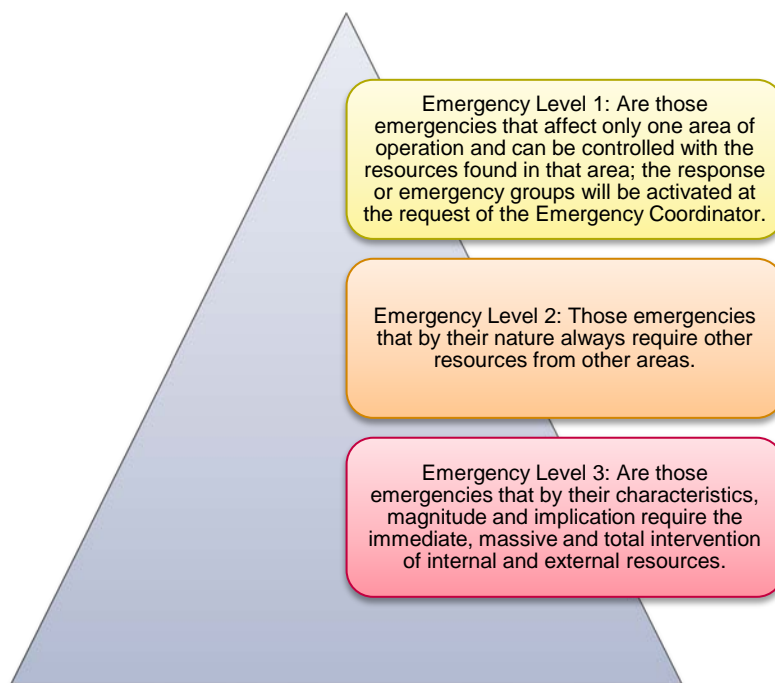 Emergency Level 1: Are those
emergencies that affect only one area of
operation and can be controlled with the
resources found in that area; the response
or emergency groups will be activated at
the request of the Emergency Coordinator.
Emergency Level 2: Those emergencies
that by their nature always require other
resources from other areas.
Emergency Level 3: Are those
emergencies that by their characteristics,
magnitude and implication require the
immediate, massive and total intervention
of internal and external resources.